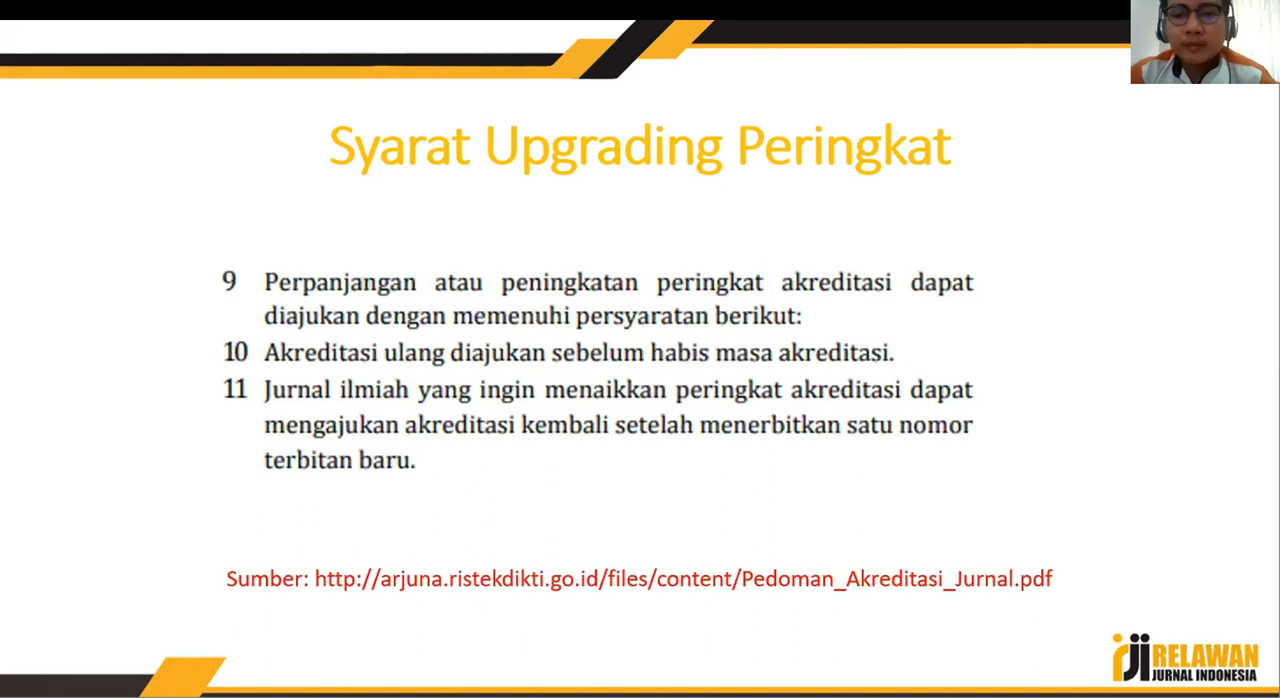 Syarat Upgrading Peringkat
9 Perpanjangan atau peningkatan peringkat akreditasi dapat
diajukan dengan memenuhi persyaratan berikut:
10 Akreditasi ulang diajukan sebelum habis masa akreditasi.
11 Jurnal ilmiah yang ingin menaikkan peringkat akreditasi dapat
mengajukan akreditasi kembali setelah menerbitkan satu nomor
terbitan baru.
Sumber: http://arjuna.ristekdikti.go.id/files/content/Pedoman_Akreditasi_Jurnal.pdf
rji RELAWAN
JURNAL INDONESIA